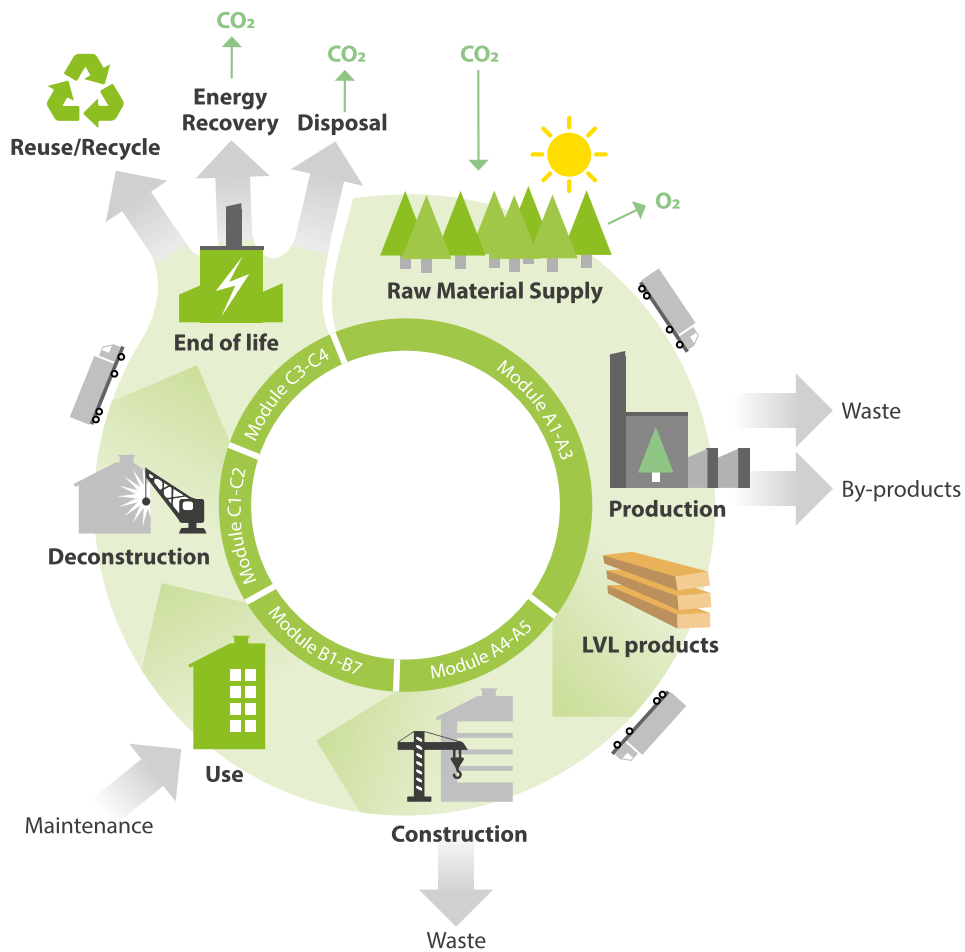 CO₂
CO₂
CO₂
Energy
Recovery
Disposal
Reuse/Recycle
O₂
Raw Material Supply
End of life
Module C3-C4
Module A1-A3
Waste
By-products
Production
Module C1-C2
Deconstruction
LVL products
Module B1-B7
Module A4-A5
Use
Maintenance
Construction
Waste